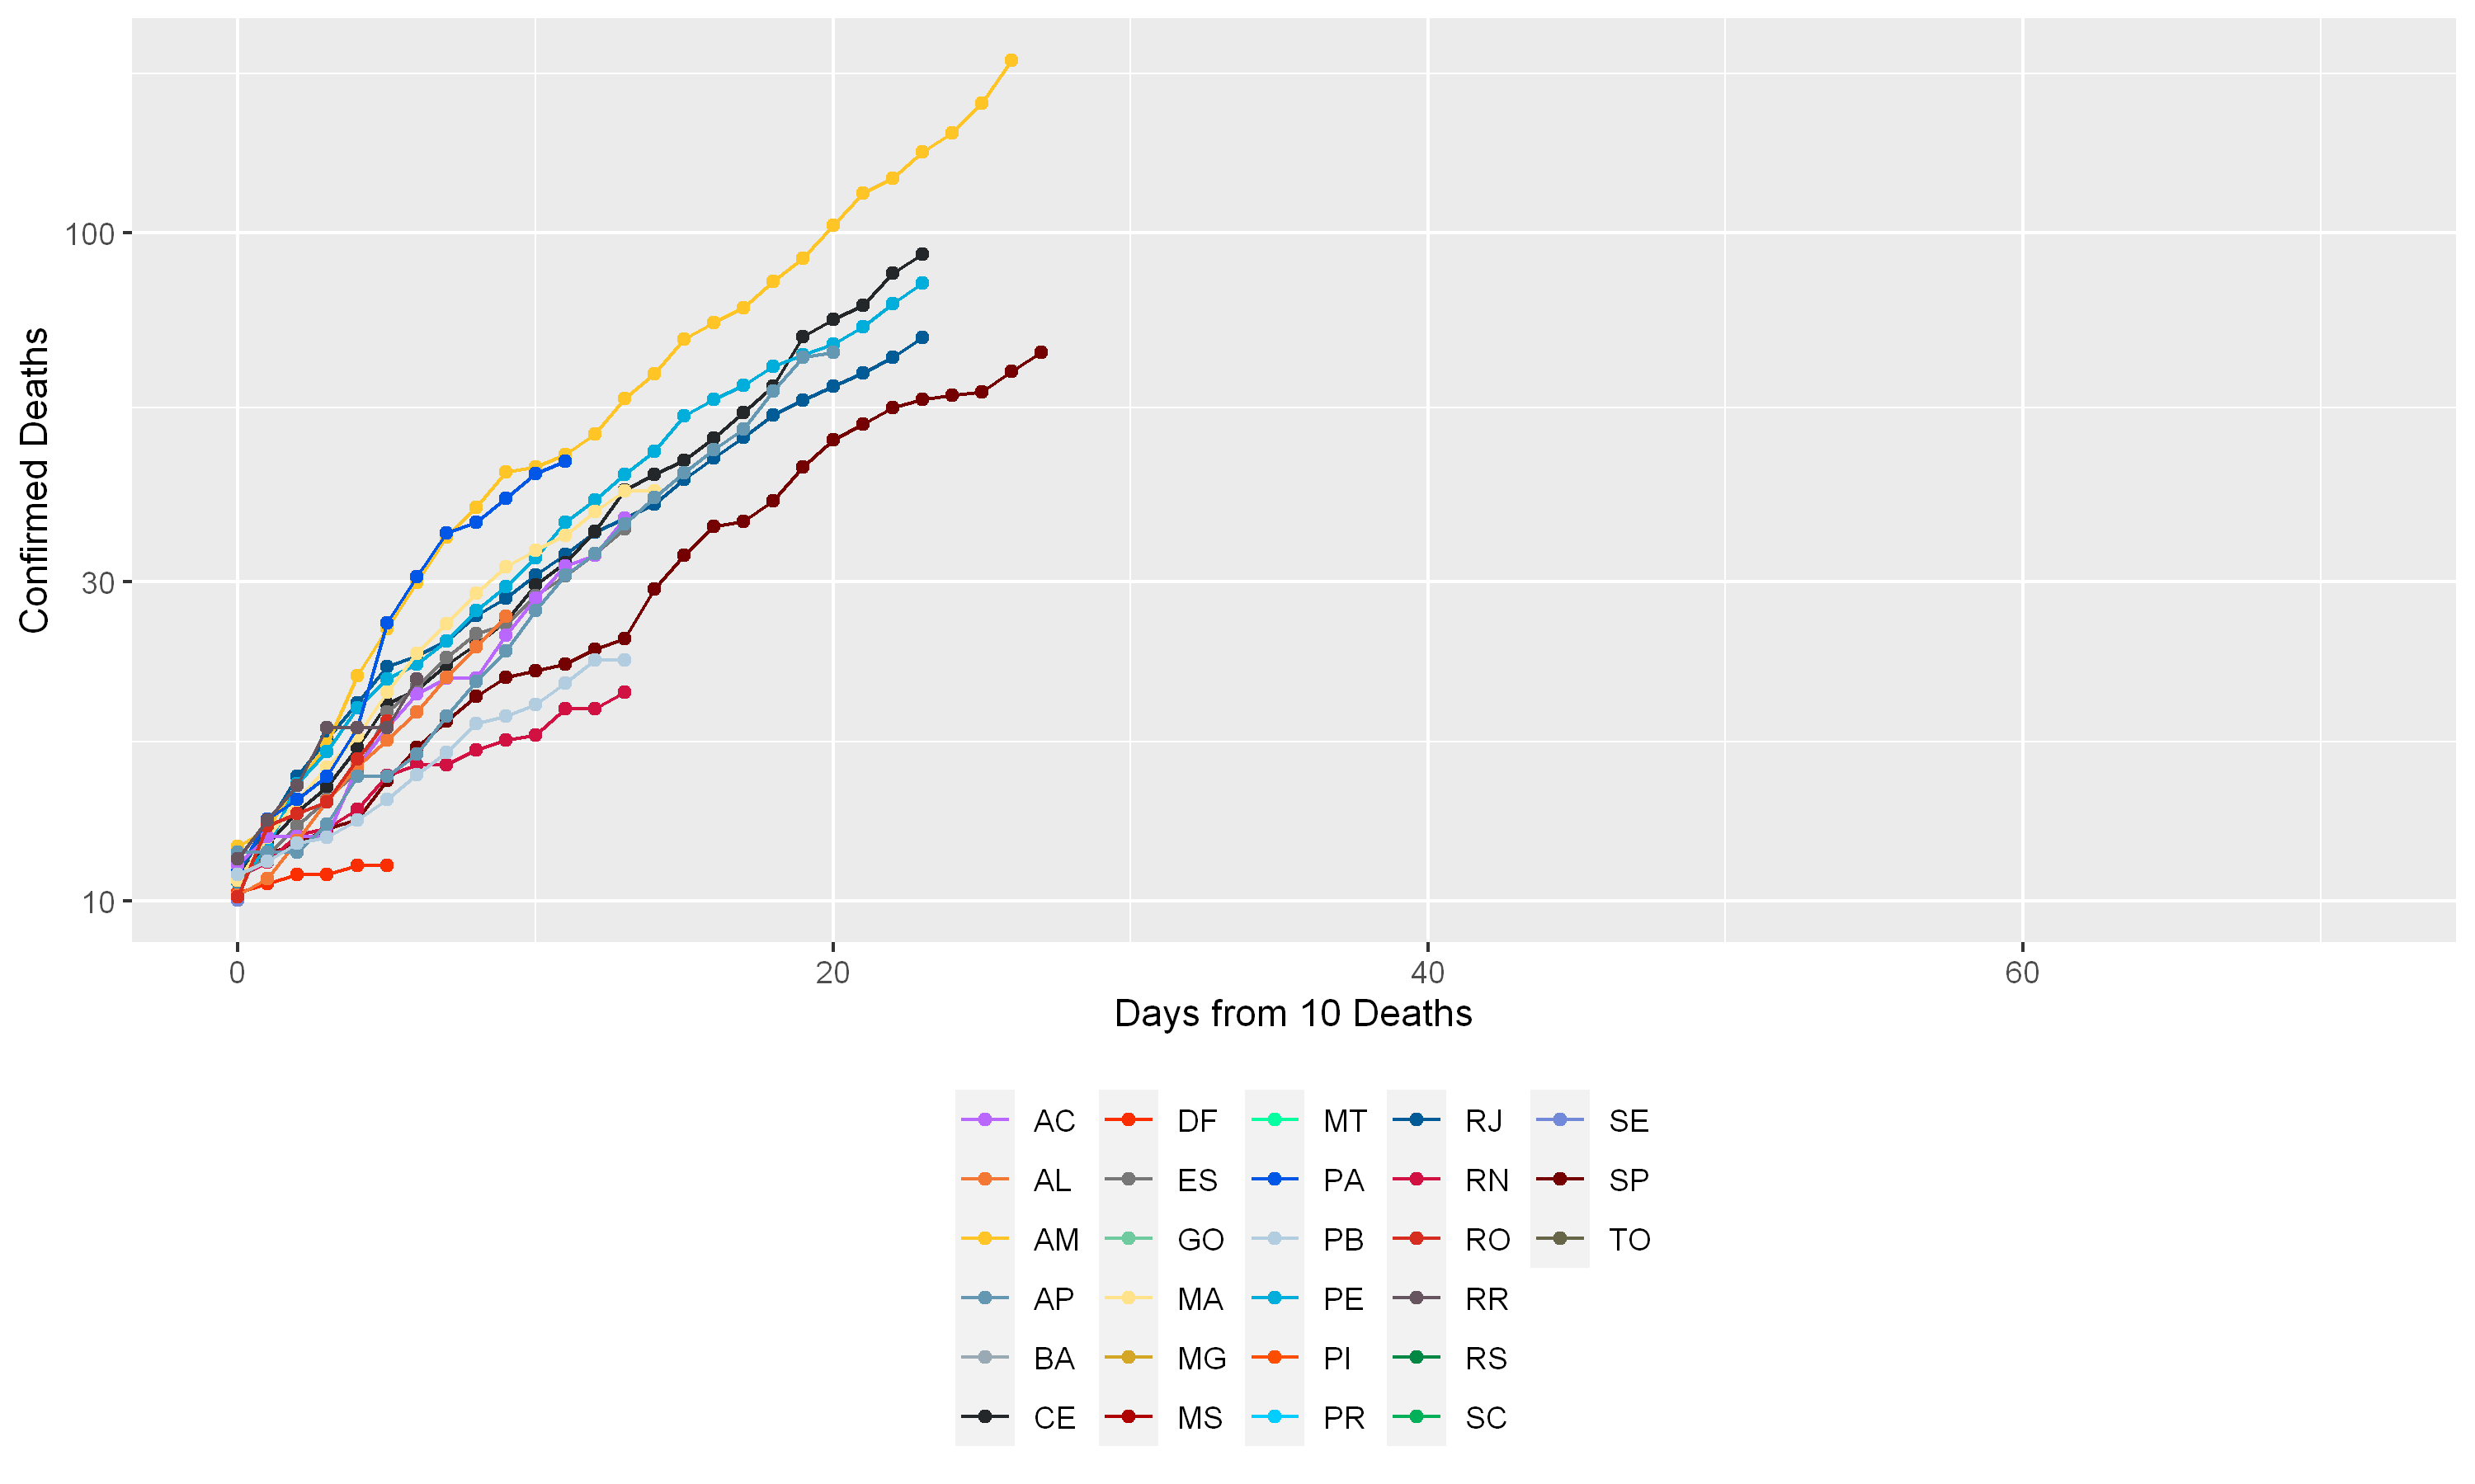 100
30
10
Confirmed Deaths
0 20 40 60
Days from 10 Deaths
AC DF MT RJ SE
AL ES PA RN SP
AM GO PB RO TO
AP MA PE RR
BA MG PI RS
CE MS PR SC